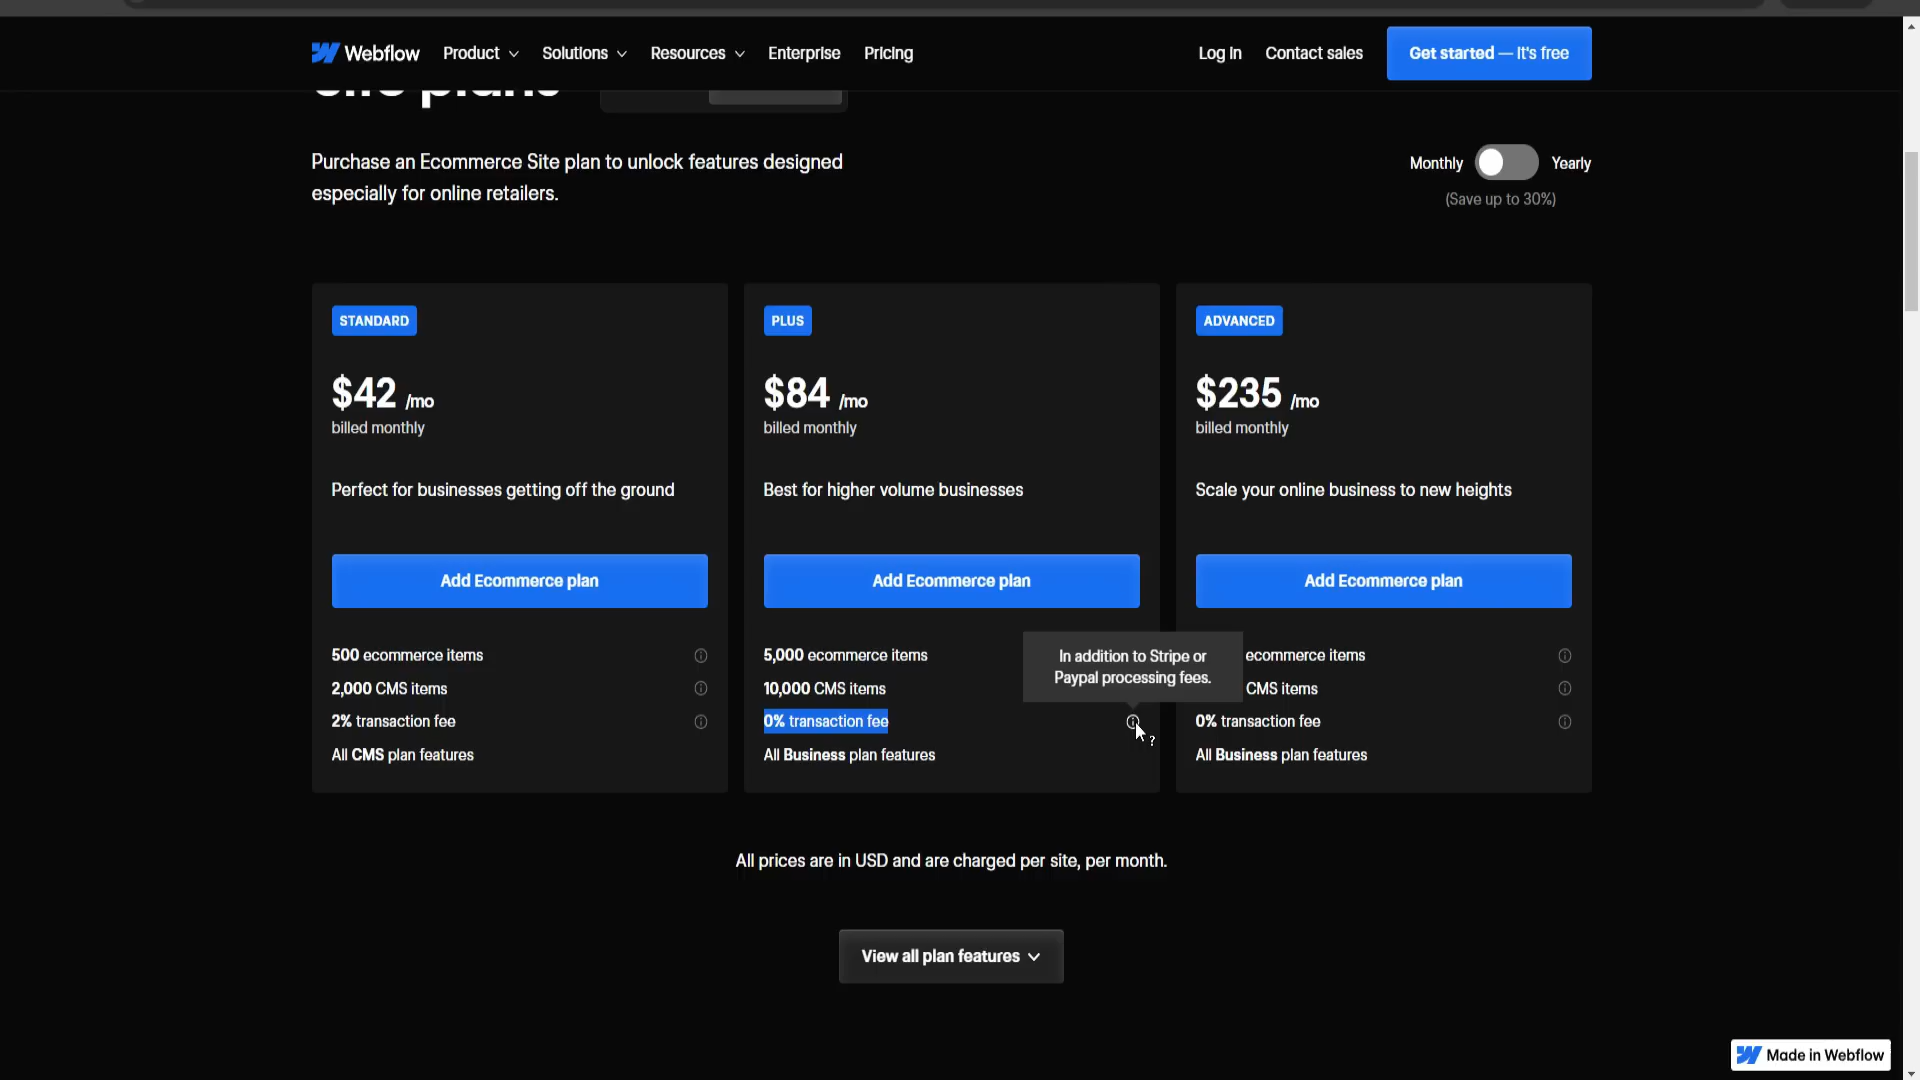 Webflow
Product
Solutions
Resources
Enterprise
Pricing
Log in
Contact sales
Get started — it's free
Purchase an Ecommerce Site plan to unlock features designed
especially for online retailers.
Monthly
Yearly
(Save up to 30%)
STANDARD
$42 /mo
billed monthly
Perfect for businesses getting off the ground
Add Ecommerce plan
500 ecommerce items
2,000 CMS items
2% transaction fee
All CMS plan features
PLUS
$84 /mo
billed monthly
Best for higher volume businesses
Add Ecommerce plan
5,000 ecommerce items
10,000 CMS items
0% transaction fee
All Business plan features
In addition to Stripe or
Paypal processing fees.
ADVANCED
$235 /mo
billed monthly
Scale your online business to new heights
Add Ecommerce plan
ecommerce items
CMS items
0% transaction fee
All Business plan features
All prices are in USD and are charged per site, per month.
View all plan features
Made in Webflow